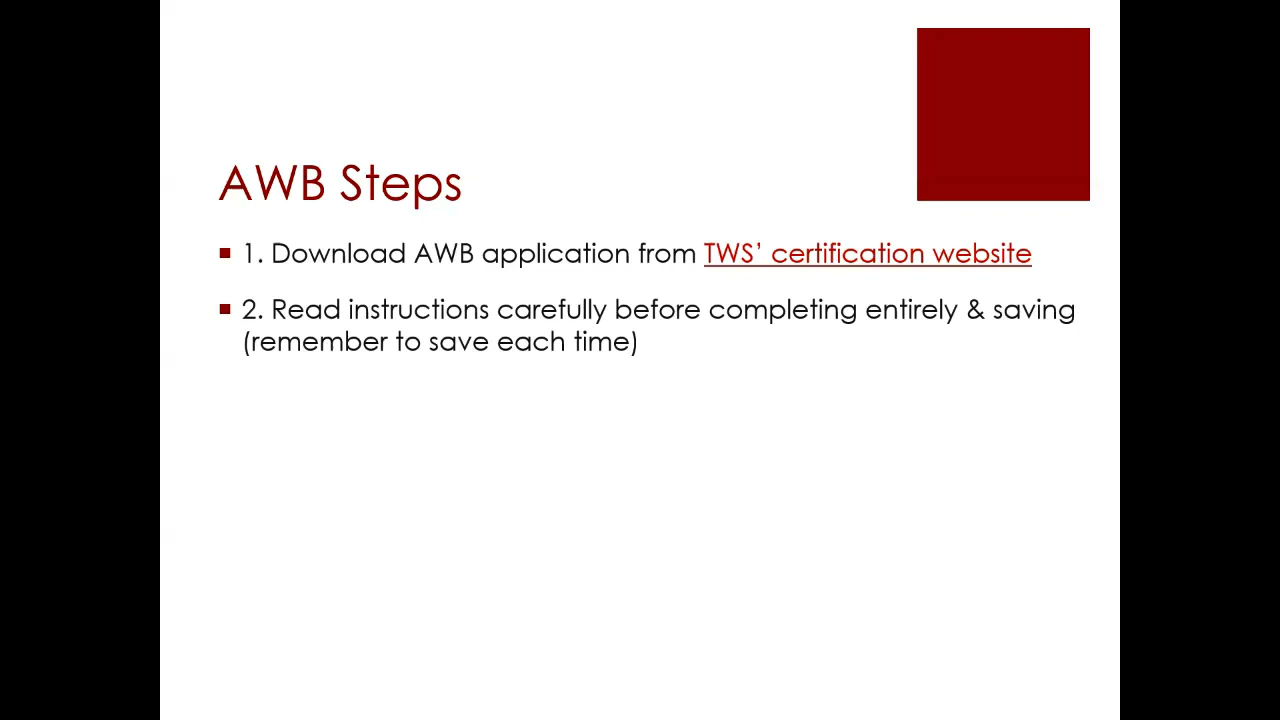 AWB Steps
1. Download AWB application from TWS’ certification website
2. Read instructions carefully before completing entirely & saving
(remember to save each time)